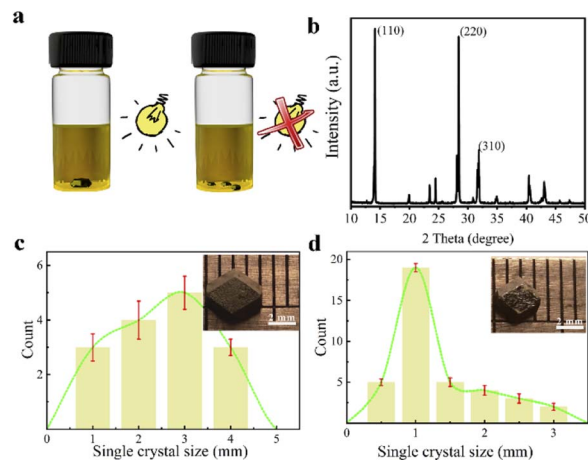 a
b
Intensity (a.u.)
(110)
(220)
(310)
10 15 20 25 30 35 40 45 50
2 Theta (degree)
c
Count
6
4
2
0 1 2 3 4 5
2 mm
Single crystal size (mm)
d
Count
20
15
10
5
0 1 2 3
2 mm
Single crystal size (mm)